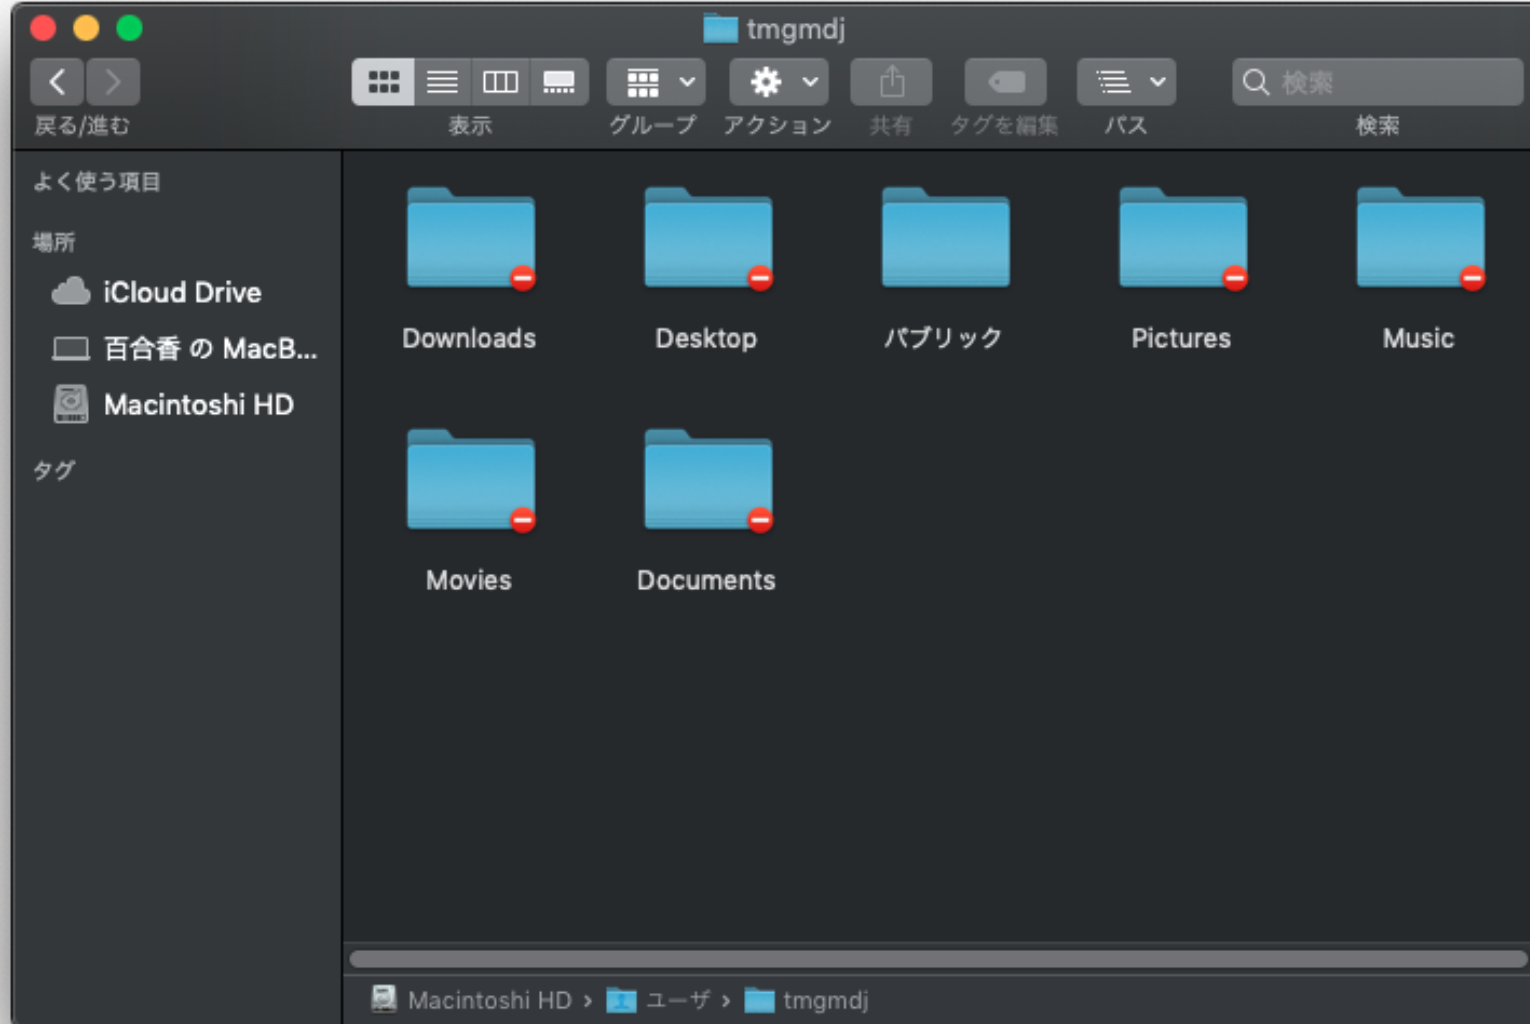 tmgmdj
戻る/進む
表示
グループ
アクション
共有
タグを編集
パス
検索
検索
よく使う項目
場所
iCloud Drive
百合香 の MacB...
Macintoshi HD
タグ
Downloads
Desktop
パブリック
Pictures
Music
Movies
Documents
Macintoshi HD › ユーザ › tmgmdj